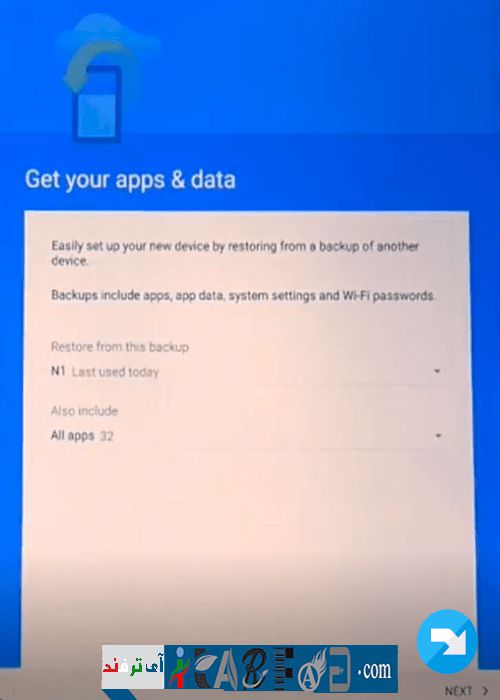 Get your apps & data
Easily set up your new device by restoring from a backup of another
device.
Backups include apps, app data, system settings and Wi-Fi passwords.
Restore from this backup
N1 Last used today
Also include
All apps 32
آی ترفند
.com
NEXT